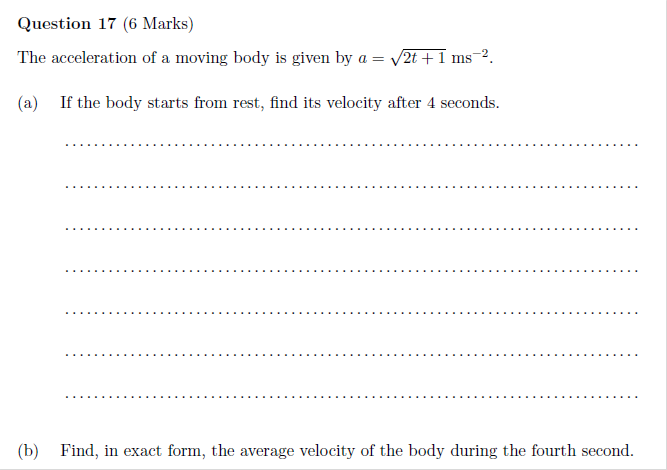 Question 17 (6 Marks)
The acceleration of a moving body is given by a = √2t + 1 ms⁻².
(a) If the body starts from rest, find its velocity after 4 seconds.
(b) Find, in exact form, the average velocity of the body during the fourth second.